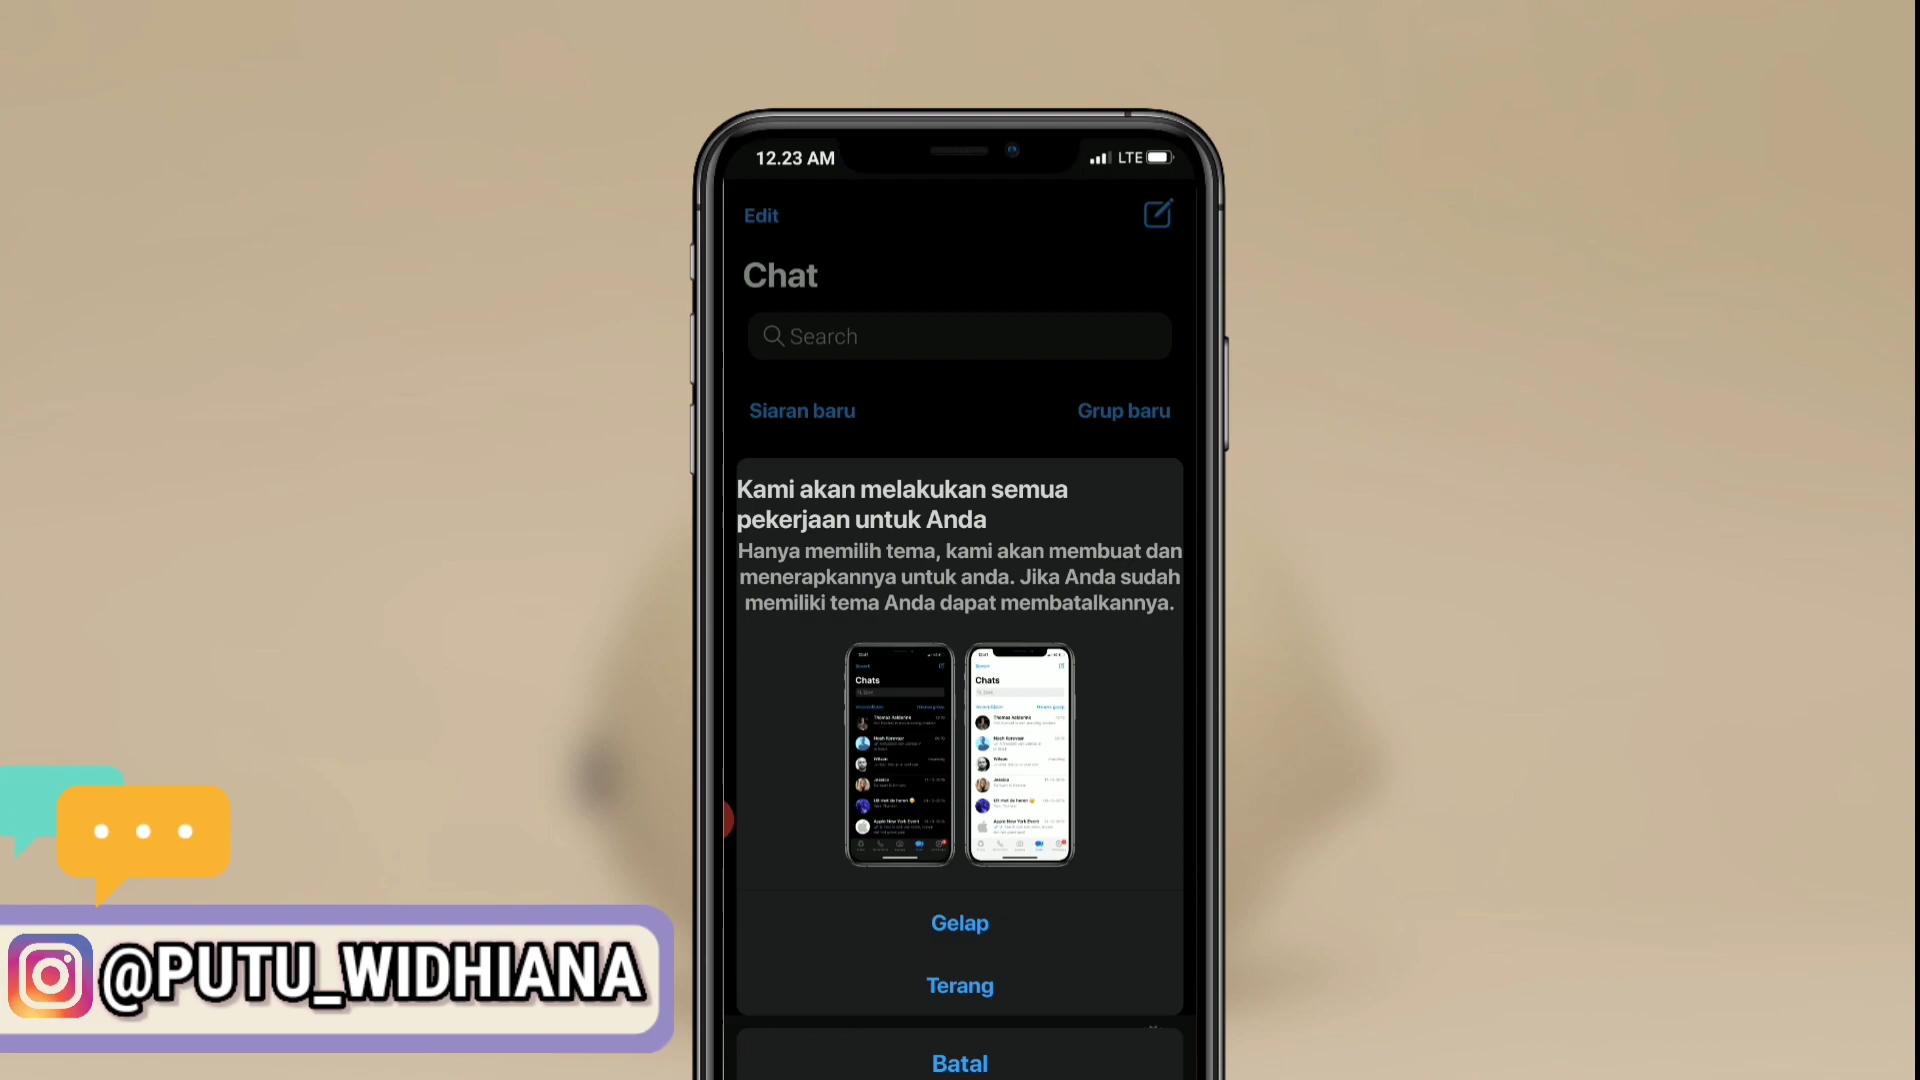 12.23 AM
LTE
Edit
Chat
Search
Siaran baru
Grup baru
Kami akan melakukan semua
pekerjaan untuk Anda
Hanya memilih tema, kami akan membuat dan
menerapkannya untuk anda. Jika Anda sudah
memiliki tema Anda dapat membatalkannya.
Chats
Chats
Gelap
Terang
Batal
@PUTU_WIDHIANA